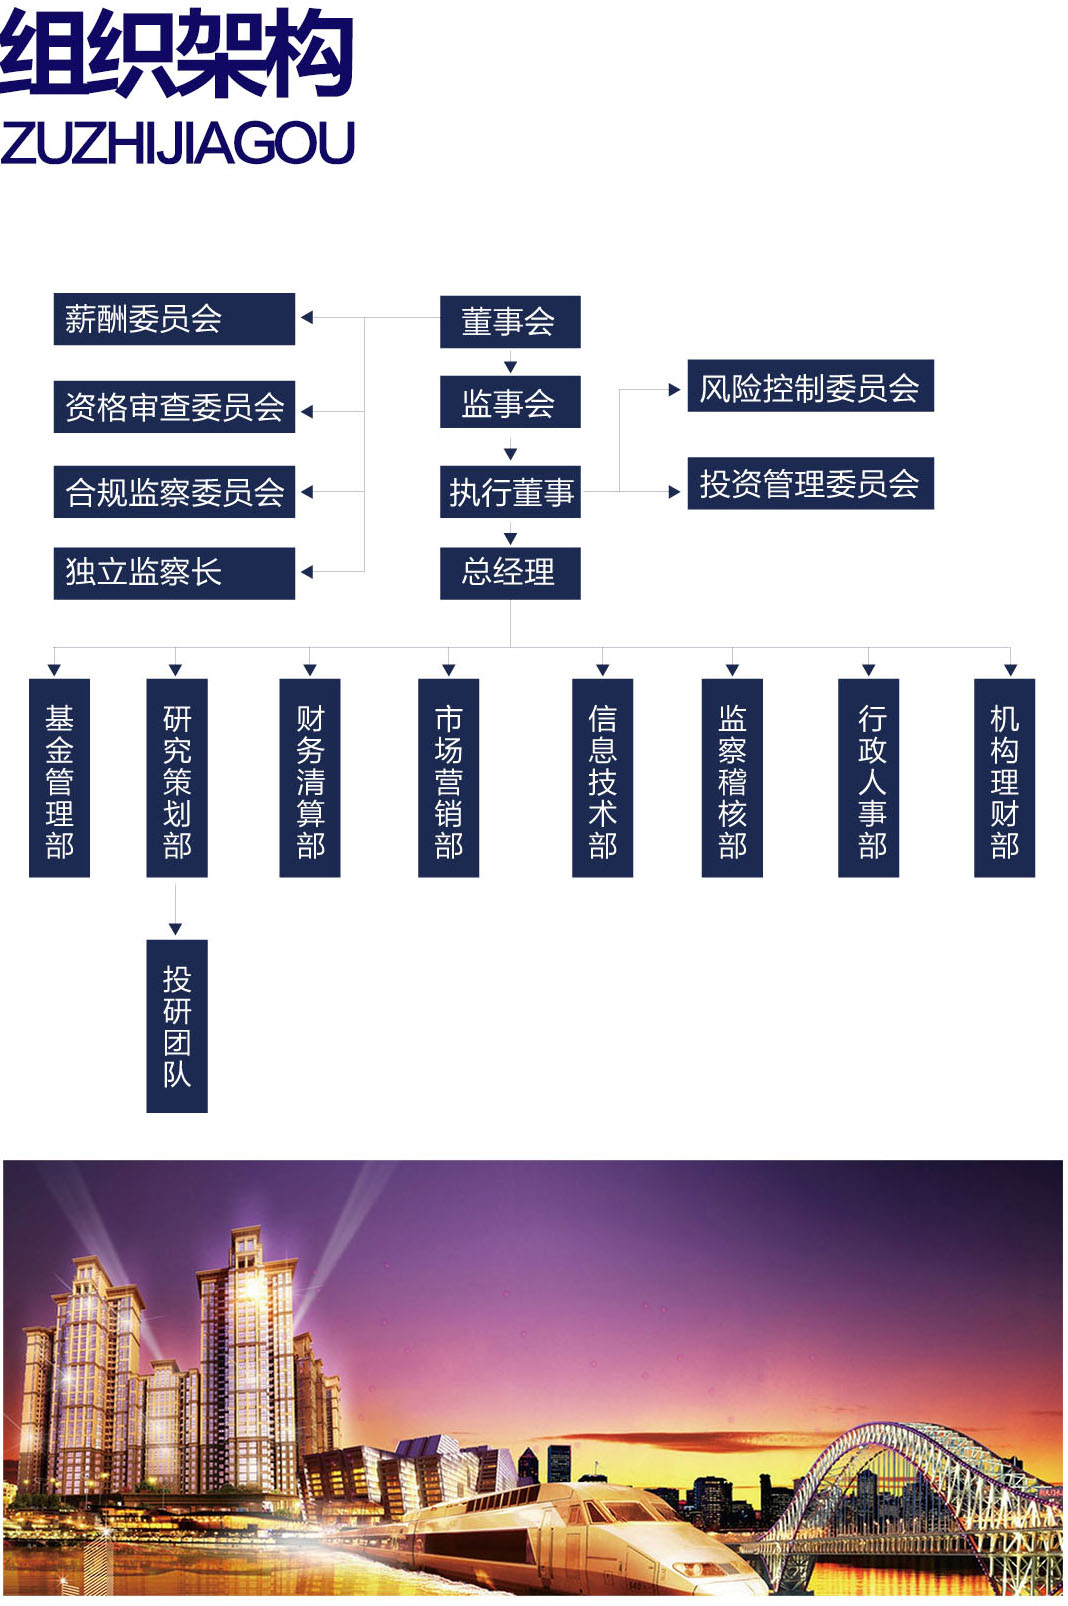 组织架构
ZUZHIJIAGOU
薪酬委员会
董事会
资格审查委员会
监事会
风险控制委员会
合规监察委员会
执行董事
投资管理委员会
独立监察长
总经理
基金管理部
研究策划部
财务清算部
市场营销部
信息技术部
监察稽核部
行政人事部
机构理财部
投研团队